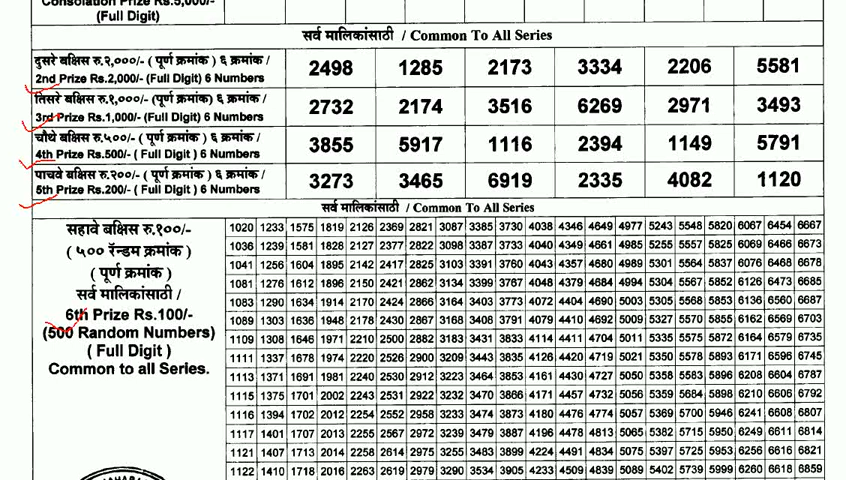 Consolation Prize Rs.5,000/-
(Full Digit)
सर्व मालिकांसाठी / Common To All Series
दुसरे बक्षिस रु.२,०००/- ( पूर्ण क्रमांक ) ६ क्रमांक /
2nd Prize Rs.2,000/- (Full Digit) 6 Numbers
2498 1285 2173 3334 2206 5581
तिसरे बक्षिस रु.१,०००/- (पूर्ण क्रमांक) ६ क्रमांक /
3rd Prize Rs.1,000/- (Full Digit) 6 Numbers
2732 2174 3516 6269 2971 3493
चौथे बक्षिस रु.५००/- ( पूर्ण क्रमांक ) ६ क्रमांक /
4th Prize Rs.500/- ( Full Digit ) 6 Numbers
3855 5917 1116 2394 1149 5791
पाचवे बक्षिस रु.२००/- ( पूर्ण क्रमांक ) ६ क्रमांक /
5th Prize Rs.200/- ( Full Digit ) 6 Numbers
3273 3465 6919 2335 4082 1120
सर्व मालिकांसाठी / Common To All Series
सहावे बक्षिस रु.१००/-
( ५०० रॅन्डम क्रमांक )
( पूर्ण क्रमांक )
सर्व मालिकांसाठी /
6th Prize Rs.100/-
(500 Random Numbers)
( Full Digit )
Common to all Series.
1020 1233 1575 1819 2126 2369 2821 3087 3385 3730 4038 4346 4649 4977 5243 5548 5820 6067 6454 6667
1036 1239 1581 1828 2127 2377 2822 3098 3387 3733 4040 4349 4661 4985 5255 5557 5825 6069 6466 6673
1041 1256 1604 1895 2142 2417 2825 3103 3391 3760 4043 4357 4680 4989 5301 5564 5837 6076 6468 6678
1081 1276 1612 1896 2150 2421 2862 3134 3399 3767 4048 4379 4684 4994 5304 5567 5852 6126 6473 6685
1083 1290 1634 1914 2170 2424 2866 3164 3403 3773 4072 4404 4690 5003 5305 5568 5853 6136 6560 6687
1089 1303 1636 1948 2178 2430 2867 3168 3406 3791 4079 4410 4692 5009 5327 5570 5855 6162 6569 6703
1109 1308 1646 1971 2210 2500 2882 3183 3431 3833 4114 4411 4704 5011 5335 5575 5872 6164 6579 6735
1111 1337 1678 1974 2220 2526 2900 3209 3443 3835 4126 4420 4719 5021 5350 5578 5893 6171 6596 6745
1113 1371 1691 1981 2240 2530 2912 3223 3464 3853 4161 4430 4727 5050 5358 5583 5896 6208 6604 6787
1115 1375 1701 2002 2243 2531 2922 3232 3470 3866 4171 4457 4732 5056 5359 5684 5898 6210 6606 6792
1116 1394 1702 2012 2254 2552 2958 3233 3474 3873 4180 4476 4774 5057 5369 5700 5946 6241 6608 6807
1117 1401 1707 2013 2255 2567 2972 3239 3479 3887 4196 4478 4813 5065 5382 5715 5950 6249 6611 6814
1121 1407 1713 2014 2258 2614 2975 3255 3483 3899 4224 4491 4834 5075 5397 5725 5953 6256 6616 6821
1122 1410 1718 2016 2263 2619 2979 3290 3534 3905 4233 4509 4839 5089 5402 5739 5999 6260 6618 6859